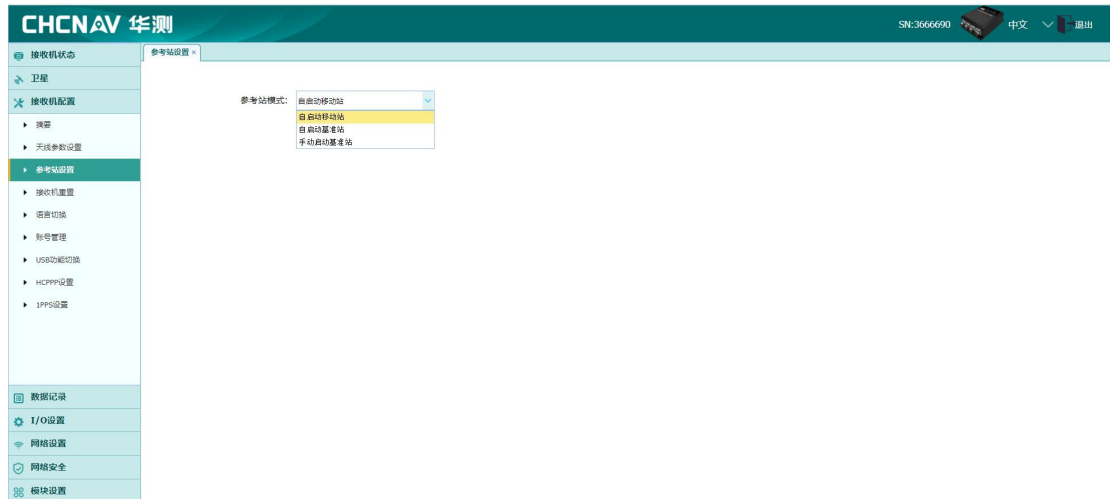 CHCNAV 华测
SN:3666690 中文 退出
接收机状态
卫星
接收机配置
摘要
天线参数设置
参考站设置
接收机重置
语言切换
账号管理
USB功能切换
HCPPP设置
1PPS设置
数据记录
I/O设置
网络设置
网络安全
模块设置
参考站设置 ×
参考站模式: 自启动移动站
自启动移动站
自启动基准站
手动启动基准站